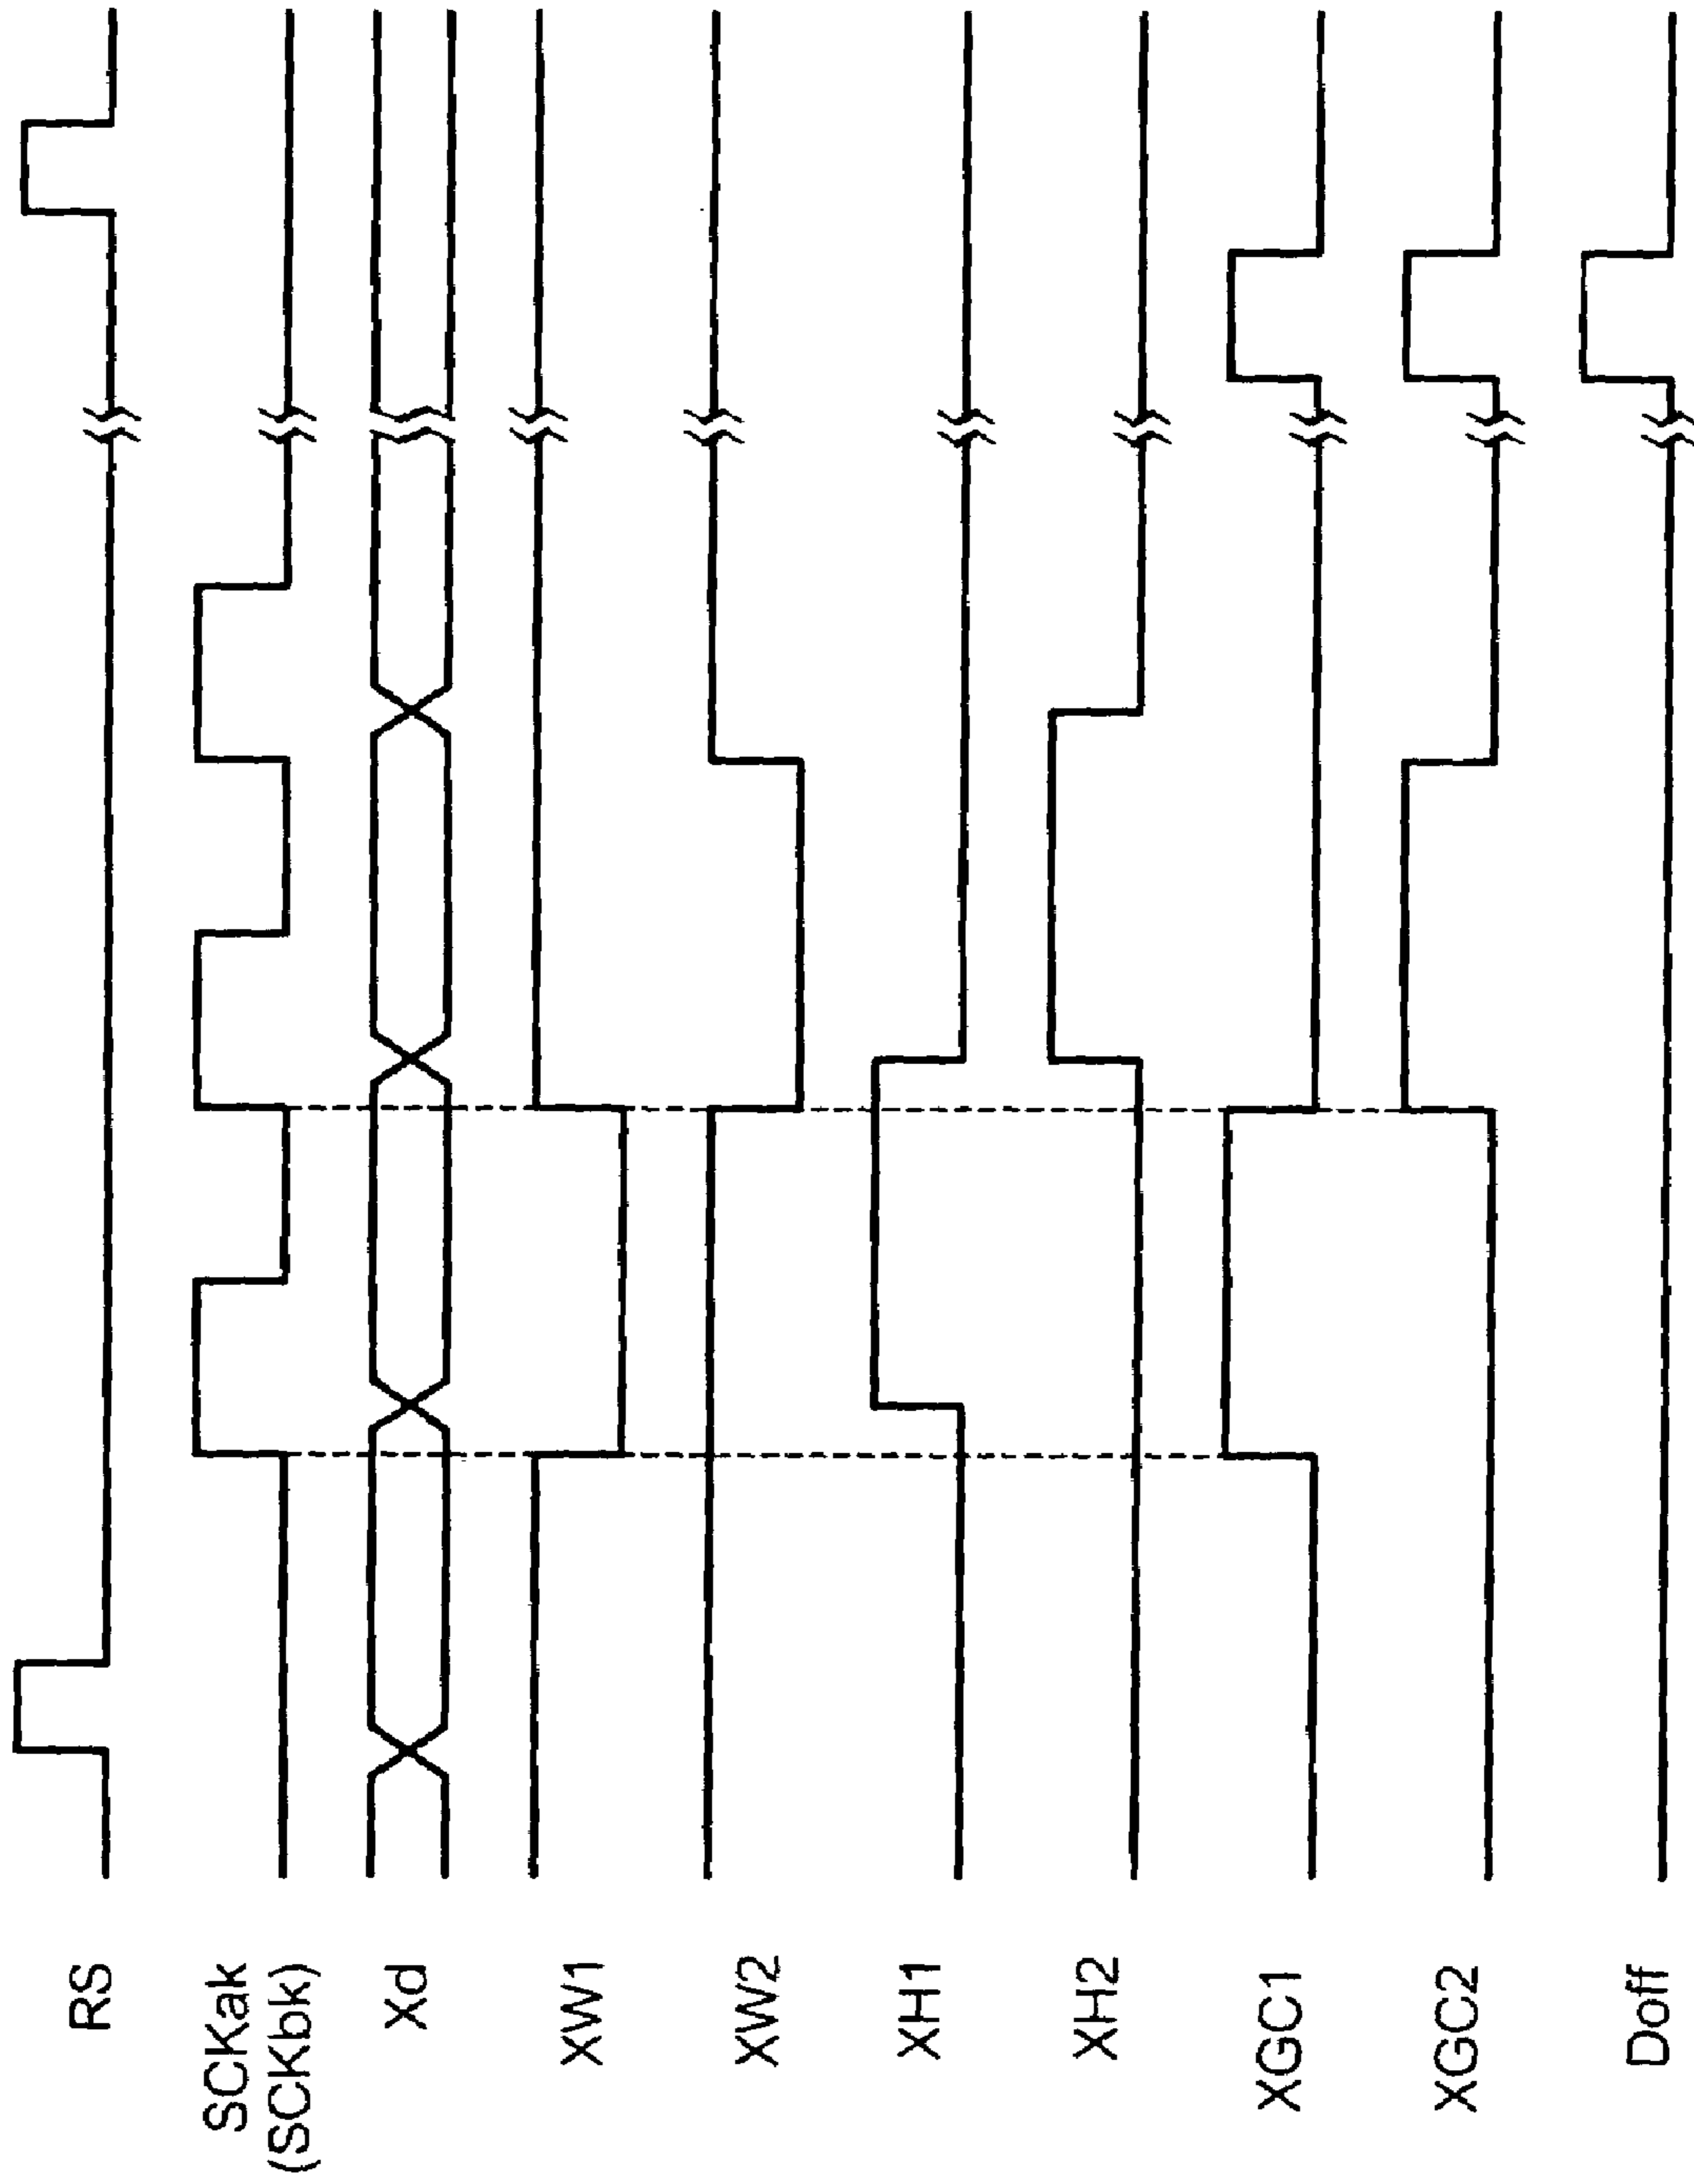 RS
SCKak
(SCKbk)
Xd
XW1
XW2
XH1
XH2
XGC1
XGC2
Doff